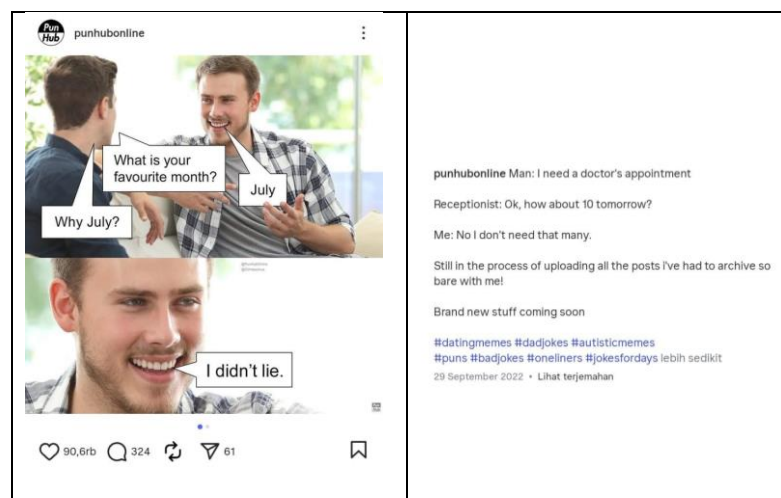 Pun Hub
punhubonline
What is your
favourite month?
July
Why July?
I didn't lie.
90,6rb 324 61
punhubonline Man: I need a doctor's appointment
Receptionist: Ok, how about 10 tomorrow?
Me: No I don't need that many.
Still in the process of uploading all the posts i've had to archive so
bare with me!
Brand new stuff coming soon
#datingmemes #dadjokes #autisticmemes
#puns #badjokes #oneliners #jokesfordays lebih sedikit
29 September 2022 • Lihat terjemahan